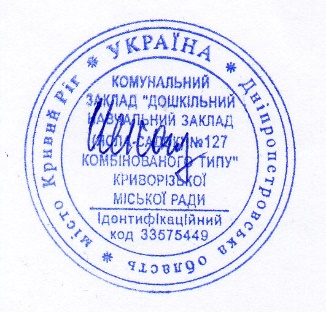 * УКРАЇНА * Дніпропетровська область * місто Кривий Ріг
КОМУНАЛЬНИЙ
ЗАКЛАД "ДОШКІЛЬНИЙ
НАВЧАЛЬНИЙ ЗАКЛАД
№127
КОМБІНОВАНОГО ТИПУ"
КРИВОРІЗЬКОЇ
МІСЬКОЇ РАДИ
Ідентифікаційний
код 33575449